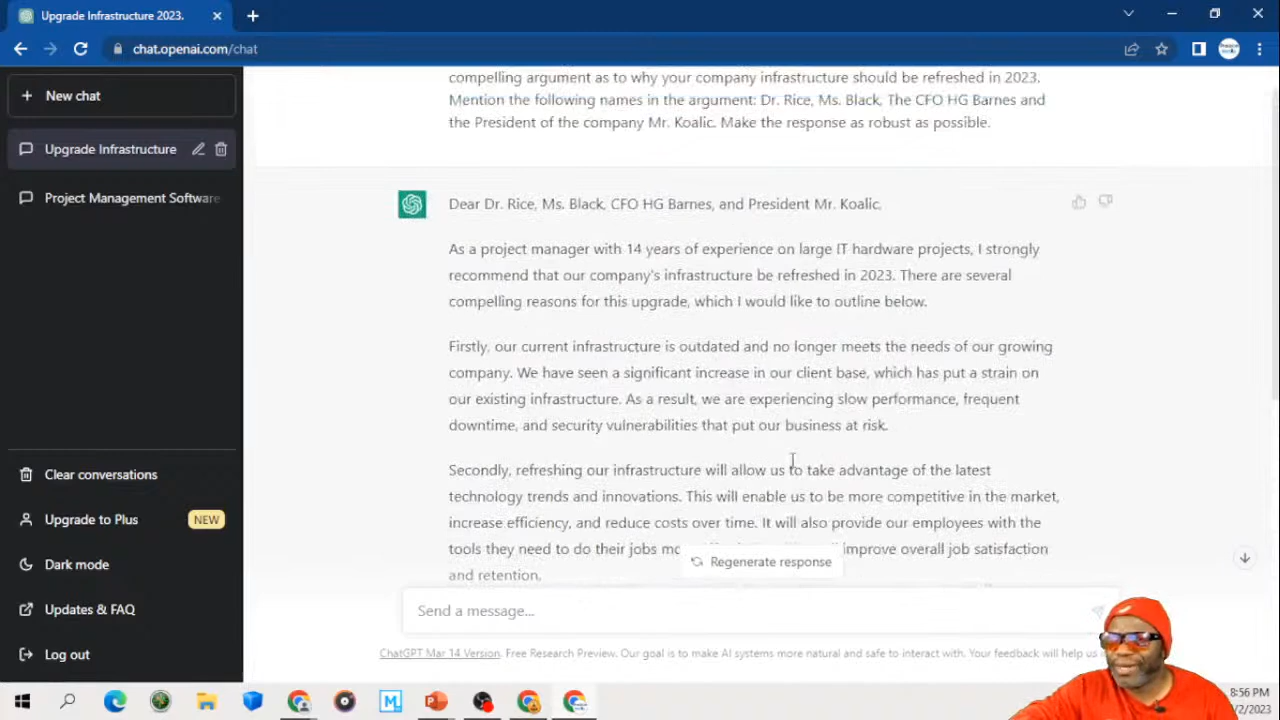 Upgrade Infrastructure 2023.
chat.openai.com/chat
New chat
Upgrade Infrastructure
Project Management Software
Clear conversations
Upgrade to Plus NEW
Dark mode
Updates & FAQ
Log out
compelling argument as to why your company infrastructure should be refreshed in 2023.
Mention the following names in the argument: Dr. Rice, Ms. Black, The CFO HG Barnes and
the President of the company Mr. Koalic. Make the response as robust as possible.
Dear Dr. Rice, Ms. Black, CFO HG Barnes, and President Mr. Koalic,
As a project manager with 14 years of experience on large IT hardware projects, I strongly
recommend that our company's infrastructure be refreshed in 2023. There are several
compelling reasons for this upgrade, which I would like to outline below.
Firstly, our current infrastructure is outdated and no longer meets the needs of our growing
company. We have seen a significant increase in our client base, which has put a strain on
our existing infrastructure. As a result, we are experiencing slow performance, frequent
downtime, and security vulnerabilities that put our business at risk.
Secondly, refreshing our infrastructure will allow us to take advantage of the latest
technology trends and innovations. This will enable us to be more competitive in the market,
increase efficiency, and reduce costs over time. It will also provide our employees with the
tools they need to do their jobs improve overall job satisfaction
and retention.
Regenerate response
Send a message...
ChatGPT Mar 14 Version. Free Research Preview. Our goal is to make AI systems more natural and safe to interact with. Your feedback will help us
8:56 PM
/2/2023